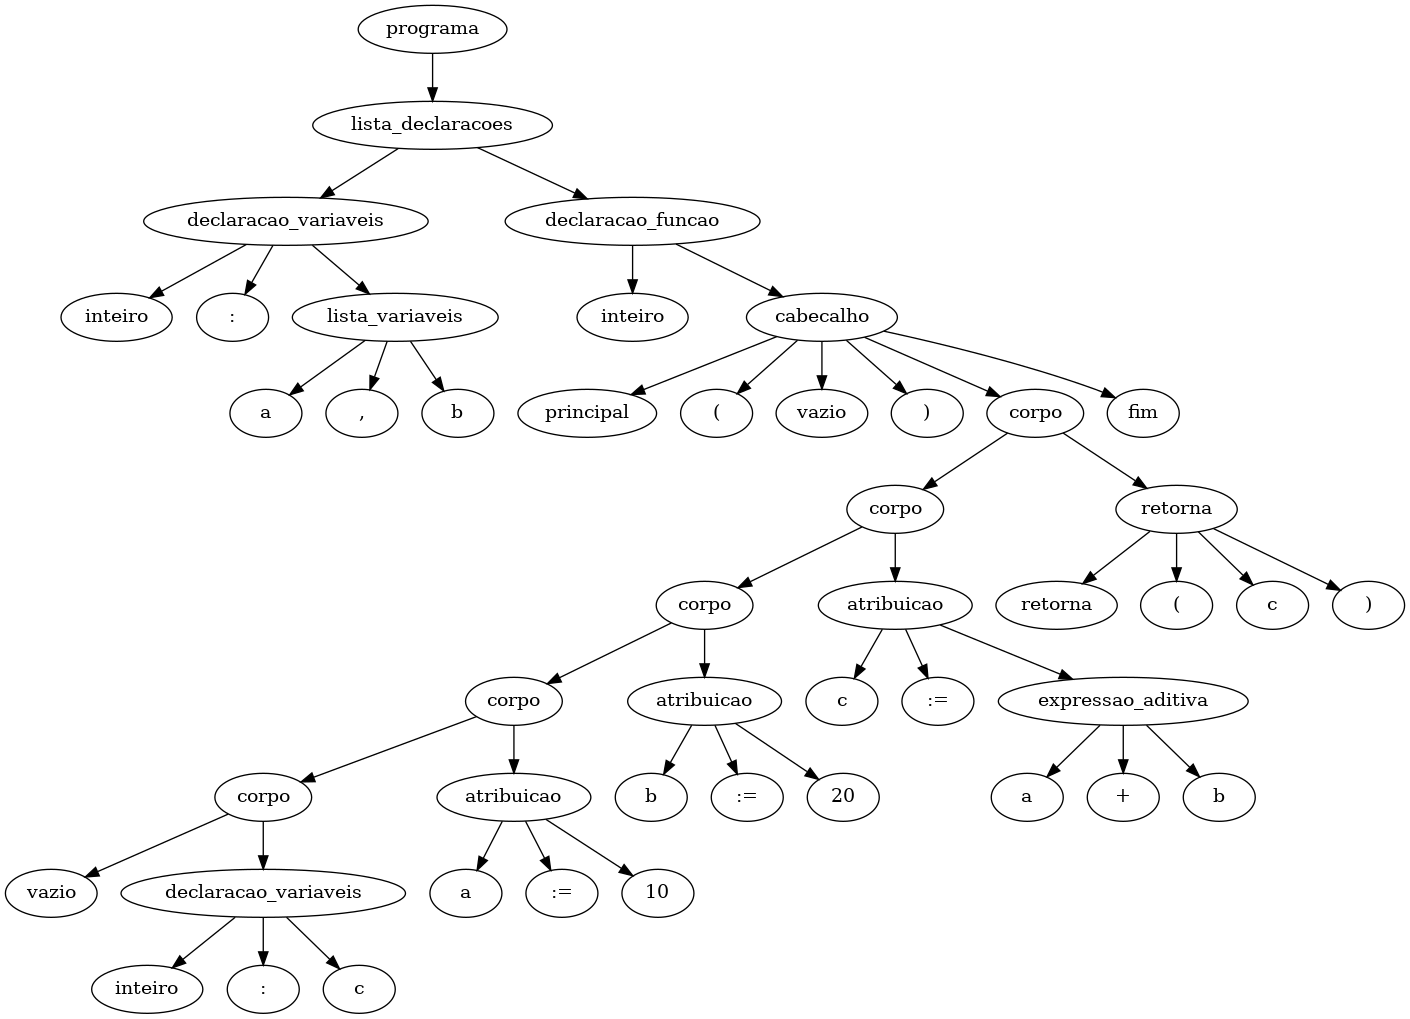 programa
lista_declaracoes
declaracao_variaveis declaracao_funcao
inteiro : lista_variaveis inteiro cabecalho
a , b principal ( vazio ) corpo fim
corpo retorna
corpo atribuicao retorna ( c )
corpo atribuicao c := expressao_aditiva
corpo atribuicao b := 20 a + b
vazio declaracao_variaveis a := 10
inteiro : c